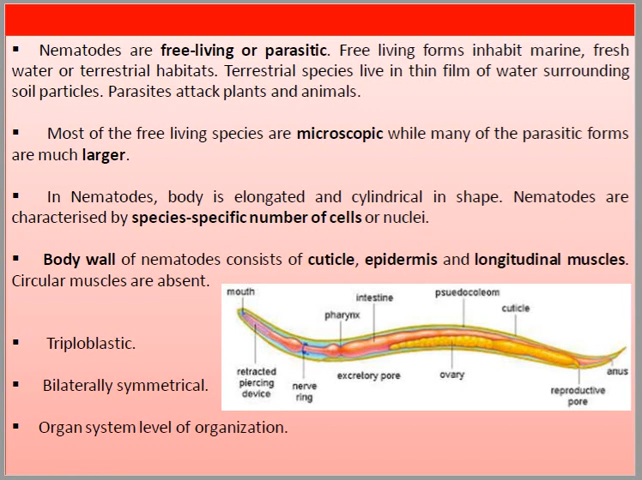 ▪ Nematodes are free-living or parasitic. Free living forms inhabit marine, fresh
water or terrestrial habitats. Terrestrial species live in thin film of water surrounding
soil particles. Parasites attack plants and animals.
▪ Most of the free living species are microscopic while many of the parasitic forms
are much larger.
▪ In Nematodes, body is elongated and cylindrical in shape. Nematodes are
characterised by species-specific number of cells or nuclei.
▪ Body wall of nematodes consists of cuticle, epidermis and longitudinal muscles.
Circular muscles are absent.
mouth
intestine
psuedocoleom
cuticle
pharynx
retracted
piercing
device
nerve
ring
excretory pore
ovary
reproductive
pore
anus
▪ Triploblastic.
▪ Bilaterally symmetrical.
▪ Organ system level of organization.